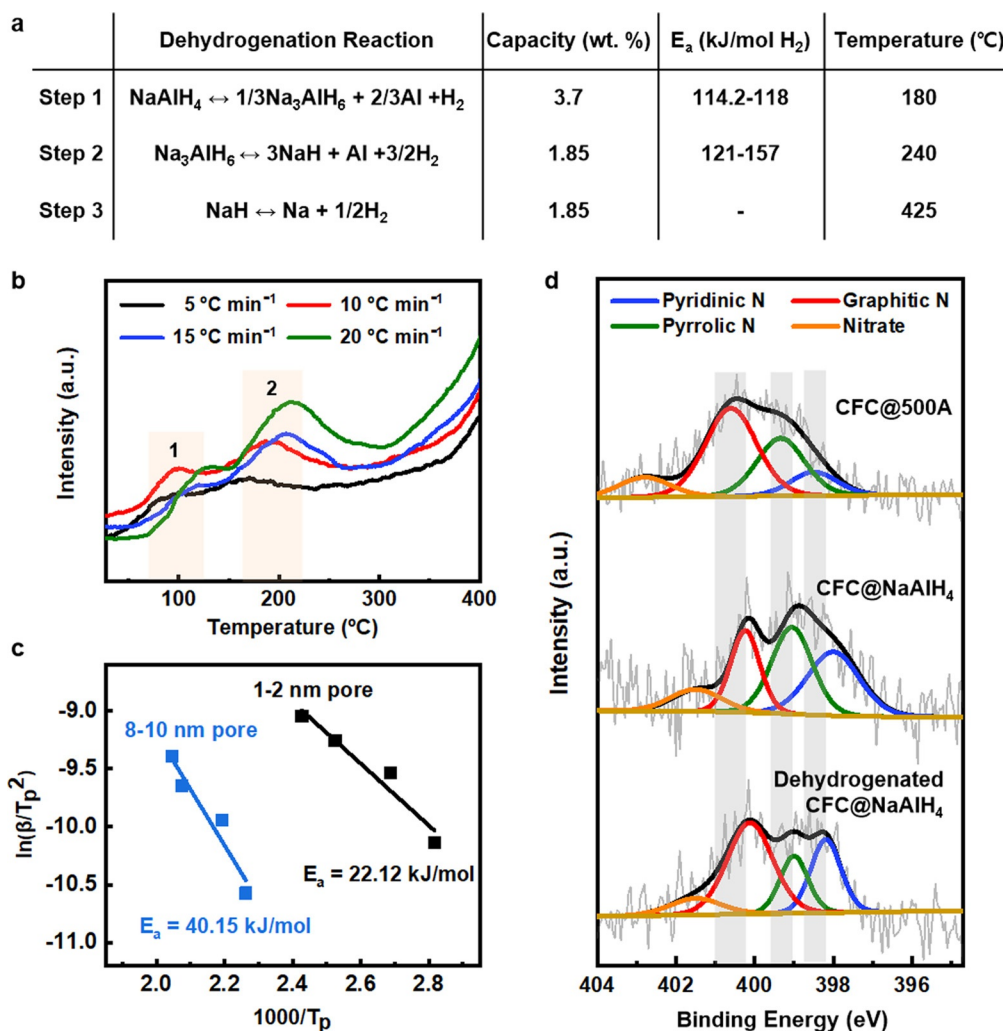 a
Dehydrogenation Reaction Capacity (wt. %) Eₐ (kJ/mol H₂) Temperature (℃)
Step 1 NaAlH₄ ↔ 1/3Na₃AlH₆ + 2/3Al +H₂ 3.7 114.2-118 180
Step 2 Na₃AlH₆ ↔ 3NaH + Al +3/2H₂ 1.85 121-157 240
Step 3 NaH ↔ Na + 1/2H₂ 1.85 - 425
b
5 ºC min⁻¹ 10 ºC min⁻¹
15 ºC min⁻¹ 20 ºC min⁻¹
1
2
Intensity (a.u.)
100 200 300 400
Temperature (ºC)
c
1-2 nm pore
8-10 nm pore
Eₐ = 22.12 kJ/mol
Eₐ = 40.15 kJ/mol
ln(β/Tp²)
-9.0
-9.5
-10.0
-10.5
-11.0
2.0 2.2 2.4 2.6 2.8
1000/Tp
d
Pyridinic N Graphitic N
Pyrrolic N Nitrate
CFC@500A
CFC@NaAlH₄
Dehydrogenated
CFC@NaAlH₄
Intensity (a.u.)
404 402 400 398 396
Binding Energy (eV)